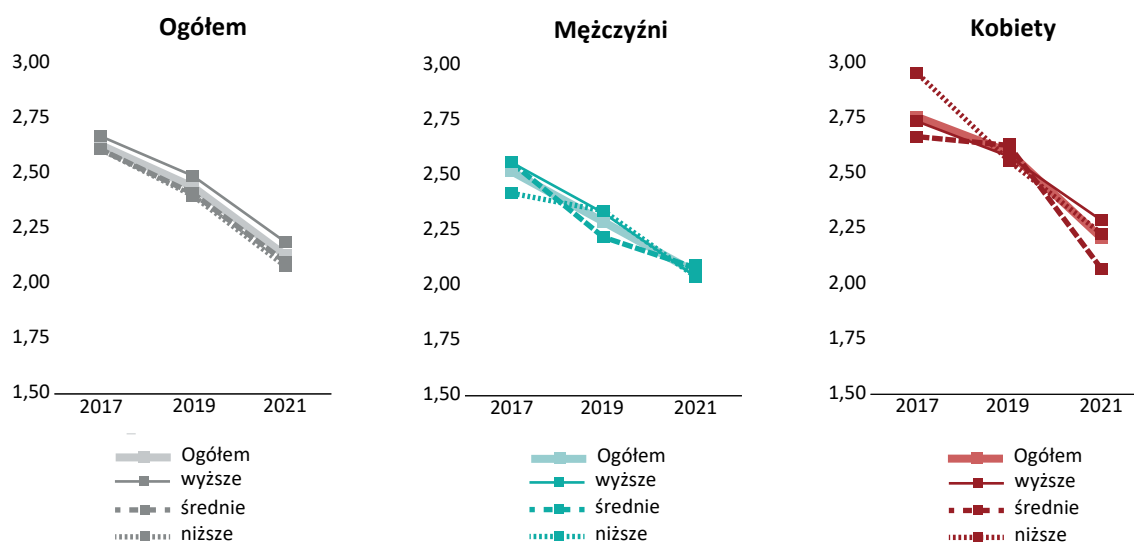 Ogółem
3,00
2,75
2,50
2,25
2,00
1,75
1,50
2017 2019 2021
Ogółem
wyższe
średnie
niższe
Mężczyźni
3,00
2,75
2,50
2,25
2,00
1,75
1,50
2017 2019 2021
Ogółem
wyższe
średnie
niższe
Kobiety
3,00
2,75
2,50
2,25
2,00
1,75
1,50
2017 2019 2021
Ogółem
wyższe
średnie
niższe